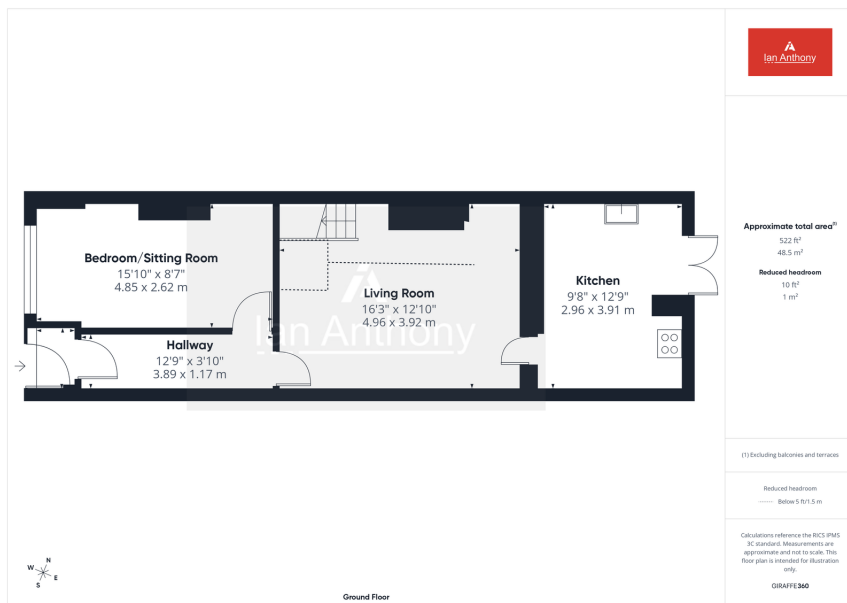 Ian Anthony
Bedroom/Sitting Room
15'10" x 8'7"
4.85 x 2.62 m
Living Room
16'3" x 12'10"
4.96 x 3.92 m
Kitchen
9'8" x 12'9"
2.96 x 3.91 m
Hallway
12'9" x 3'10"
3.89 x 1.17 m
Ian Anthony
Approximate total area(1)
522 ft²
48.5 m²
Reduced headroom
10 ft²
1 m²
(1) Excluding balconies and terraces
Reduced headroom
Below 5 ft/1.5 m
Calculations reference the RICS IPMS
3C standard. Measurements are
approximate and not to scale. This
floor plan is intended for illustration
only.
GIRAFFE360
N
W
E
S
Ground Floor